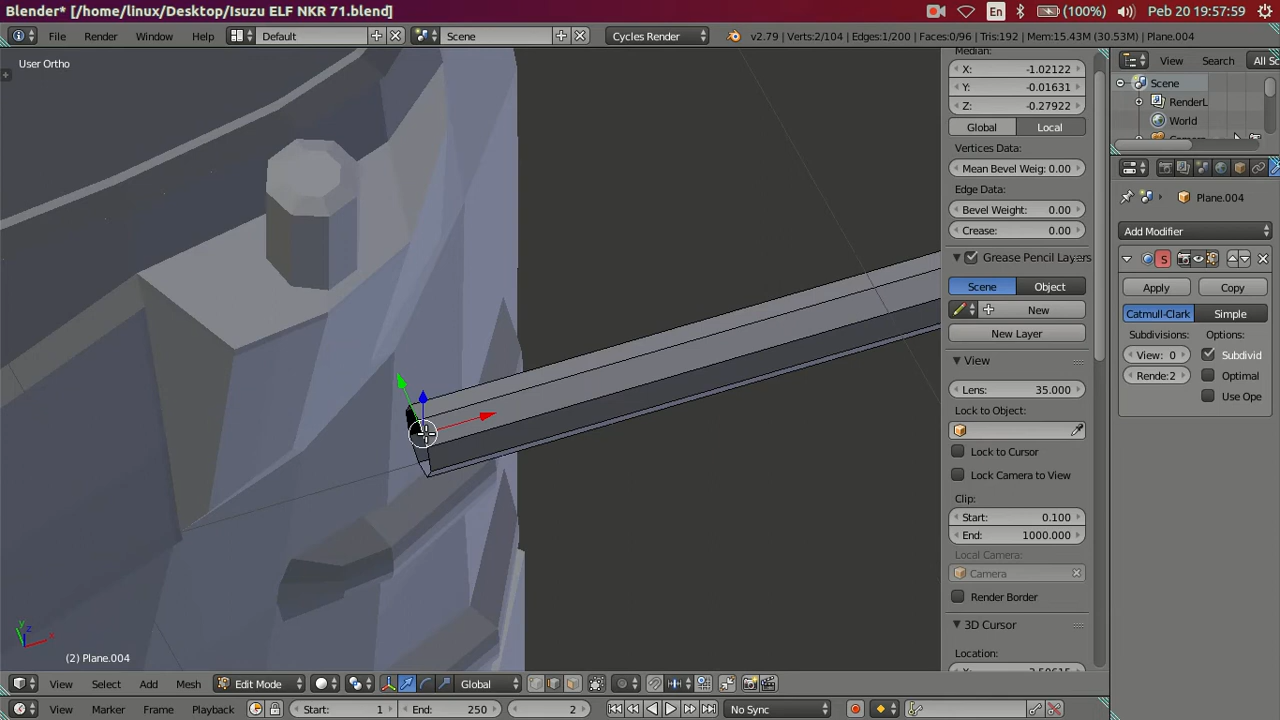 Blender* [/home/linux/Desktop/Isuzu ELF NKR 71.blend]
En
(100%)
Peb 20 19:57:59
File
Render
Window
Help
Default
Scene
Cycles Render
v2.79 | Verts:2/104 | Edges:1/200 | Faces:0/96 | Tris:192 | Mem:15.43M (30.53M) | Plane.004
View
Search
All Sc
User Ortho
Median:
X: -1.02122
Y: -0.01631
Z: -0.27922
Global
Local
Vertices Data:
Mean Bevel Weig: 0.00
Edge Data:
Bevel Weight: 0.00
Crease: 0.00
Grease Pencil Layers
Scene
Object
New
New Layer
View
Lens: 35.000
Lock to Object:
Lock to Cursor
Lock Camera to View
Clip:
Start: 0.100
End: 1000.000
Local Camera:
Camera
Render Border
3D Cursor
Location:
Scene
RenderL
World
Plane.004
Add Modifier
S
Apply
Copy
Catmull-Clark
Simple
Subdivisions:
Options:
View: 0
Subdivid
Rende:2
Optimal
Use Ope
y
z
x
(2) Plane.004
View
Select
Add
Mesh
Edit Mode
Global
View
Marker
Frame
Playback
Start: 1
End: 250
2
No Sync